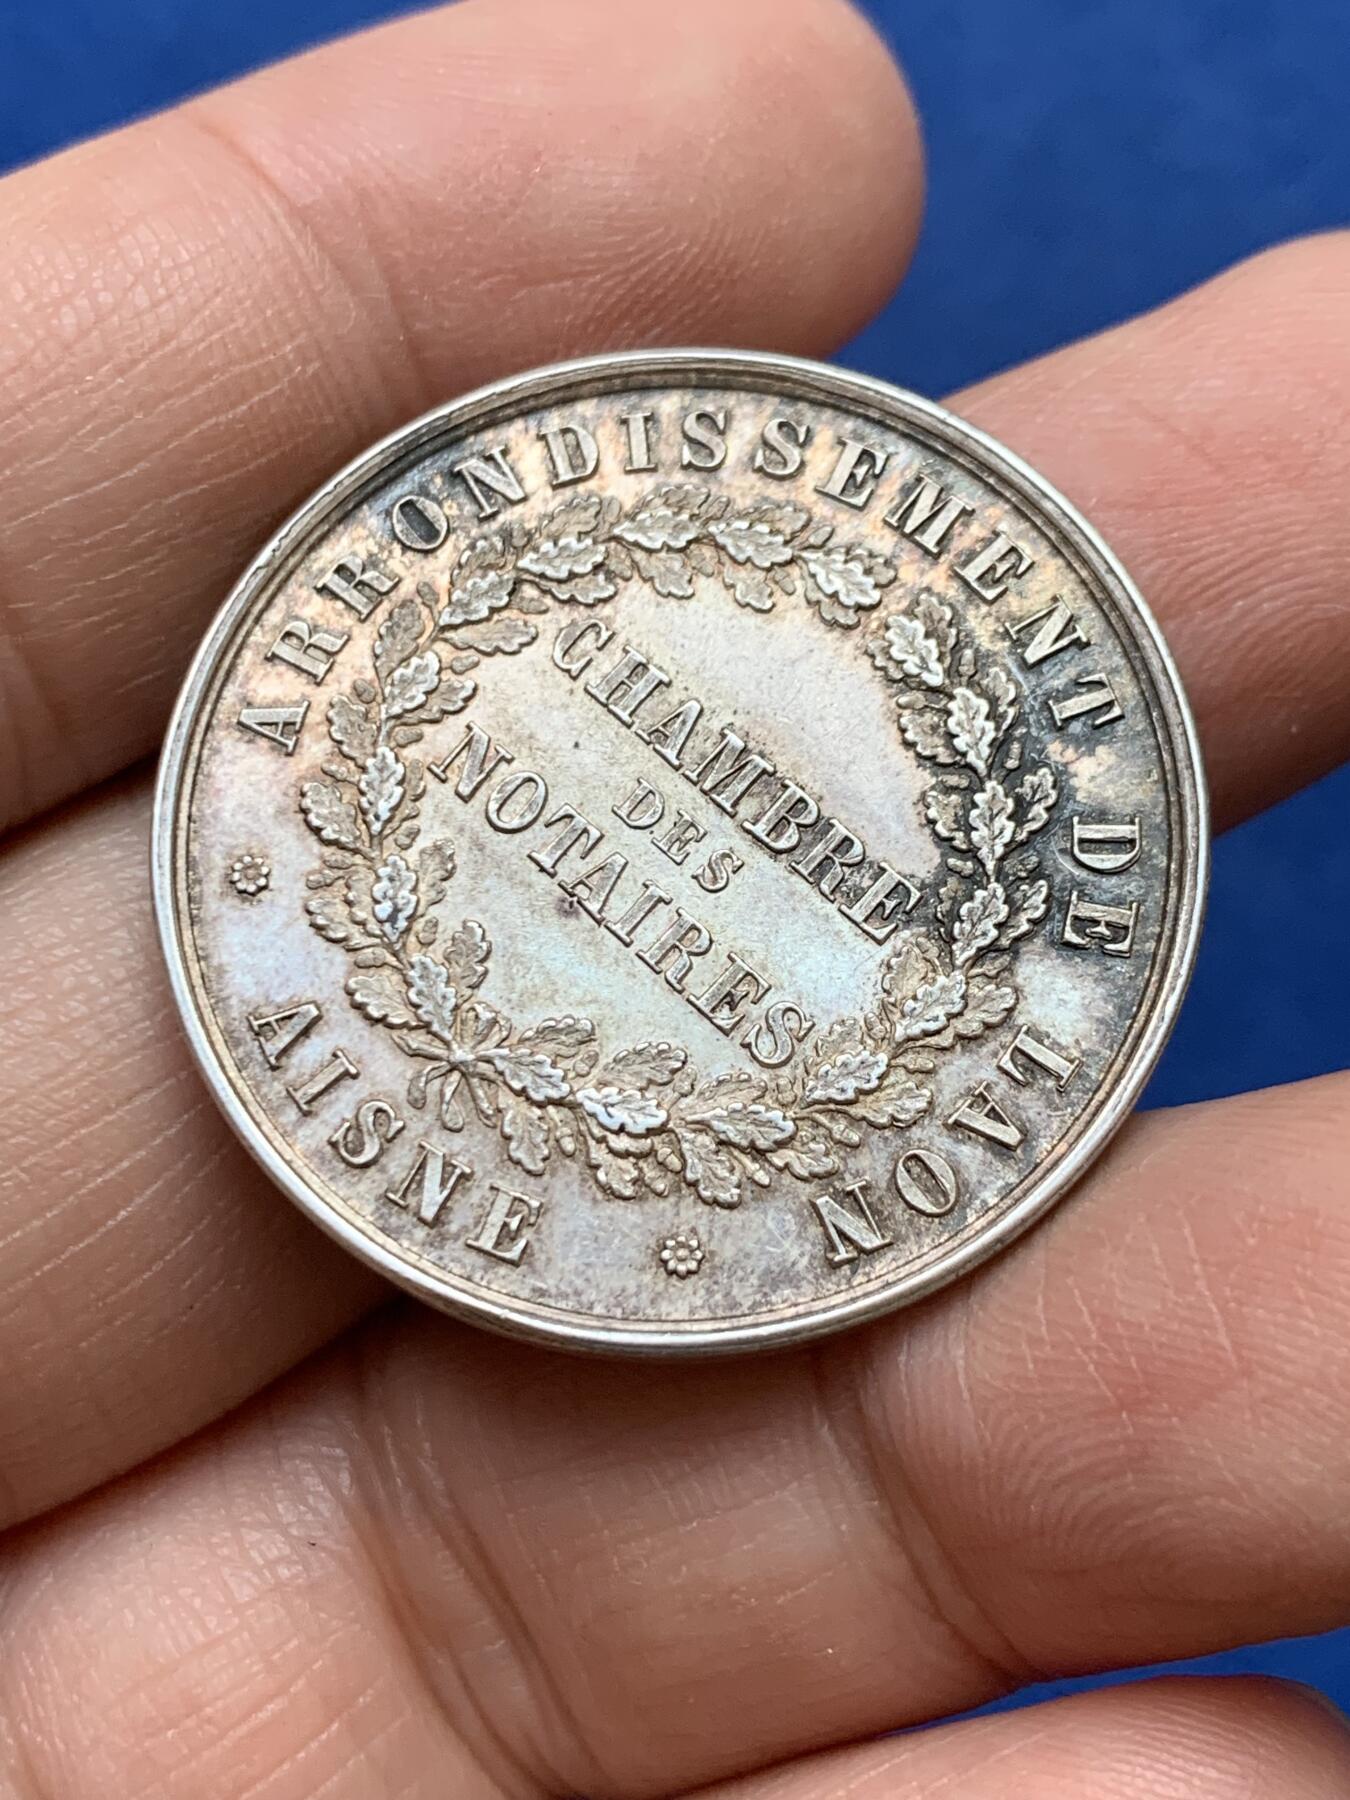 ARRONDISSEMENT DE LAON
AISNE
CHAMBRE
DES
NOTAIRES